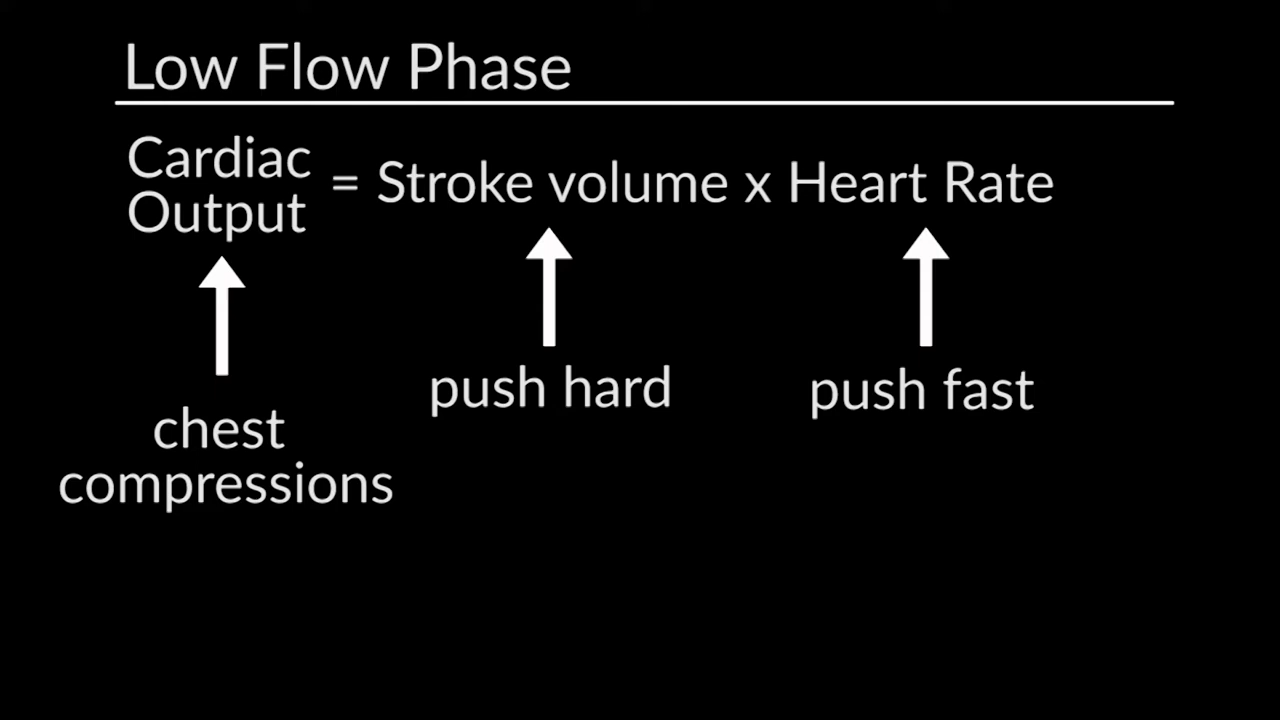 Low Flow Phase
Cardiac
Output
= Stroke volume x Heart Rate
push hard
push fast
chest
compressions